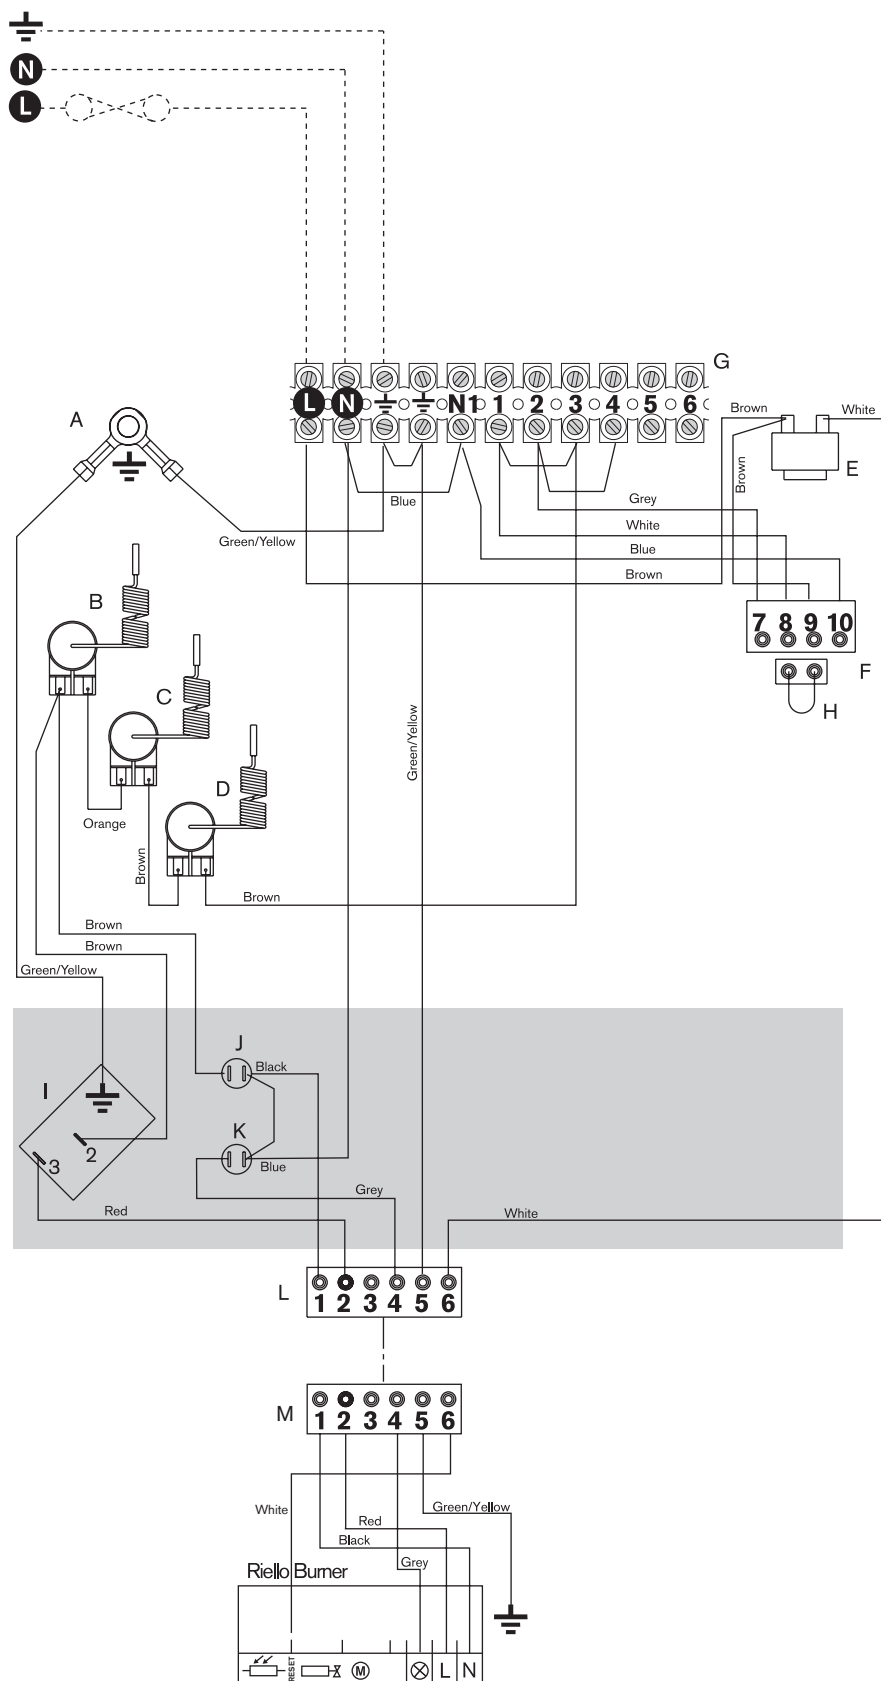 N
L
G
L N N1 1 2 3 4 5 6
A
Brown
White
E
Blue
Grey
Brown
White
Green/Yellow
Blue
Brown
B
7 8 9 10
F
C
H
Green/Yellow
D
Orange
Brown
Brown
Brown
Brown
Green/Yellow
J
Black
I
K
2
3
Blue
Grey
Red
White
L
1 2 3 4 5 6
M
1 2 3 4 5 6
White
Green/Yellow
Red
Black
Grey
Riello Burner
RESET
M
L
N